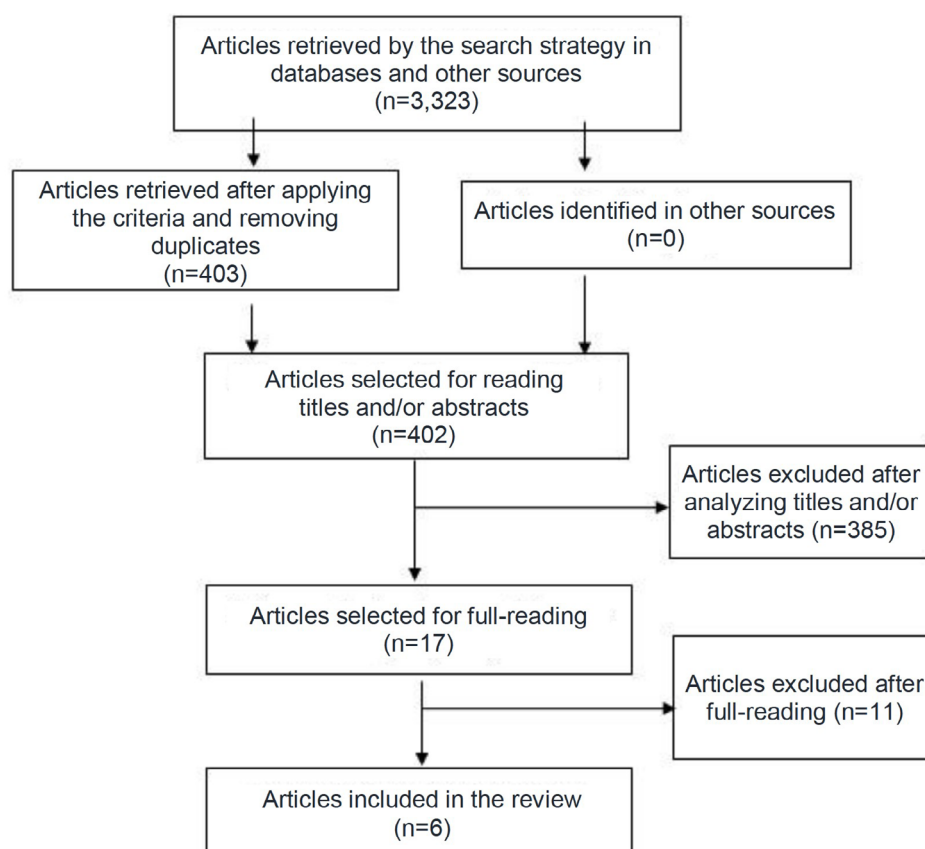 Articles retrieved by the search strategy in
databases and other sources
(n=3,323)
Articles retrieved after applying
the criteria and removing
duplicates
(n=403)
Articles identified in other sources
(n=0)
Articles selected for reading
titles and/or abstracts
(n=402)
Articles excluded after
analyzing titles and/or
abstracts (n=385)
Articles selected for full-reading
(n=17)
Articles excluded after
full-reading (n=11)
Articles included in the review
(n=6)